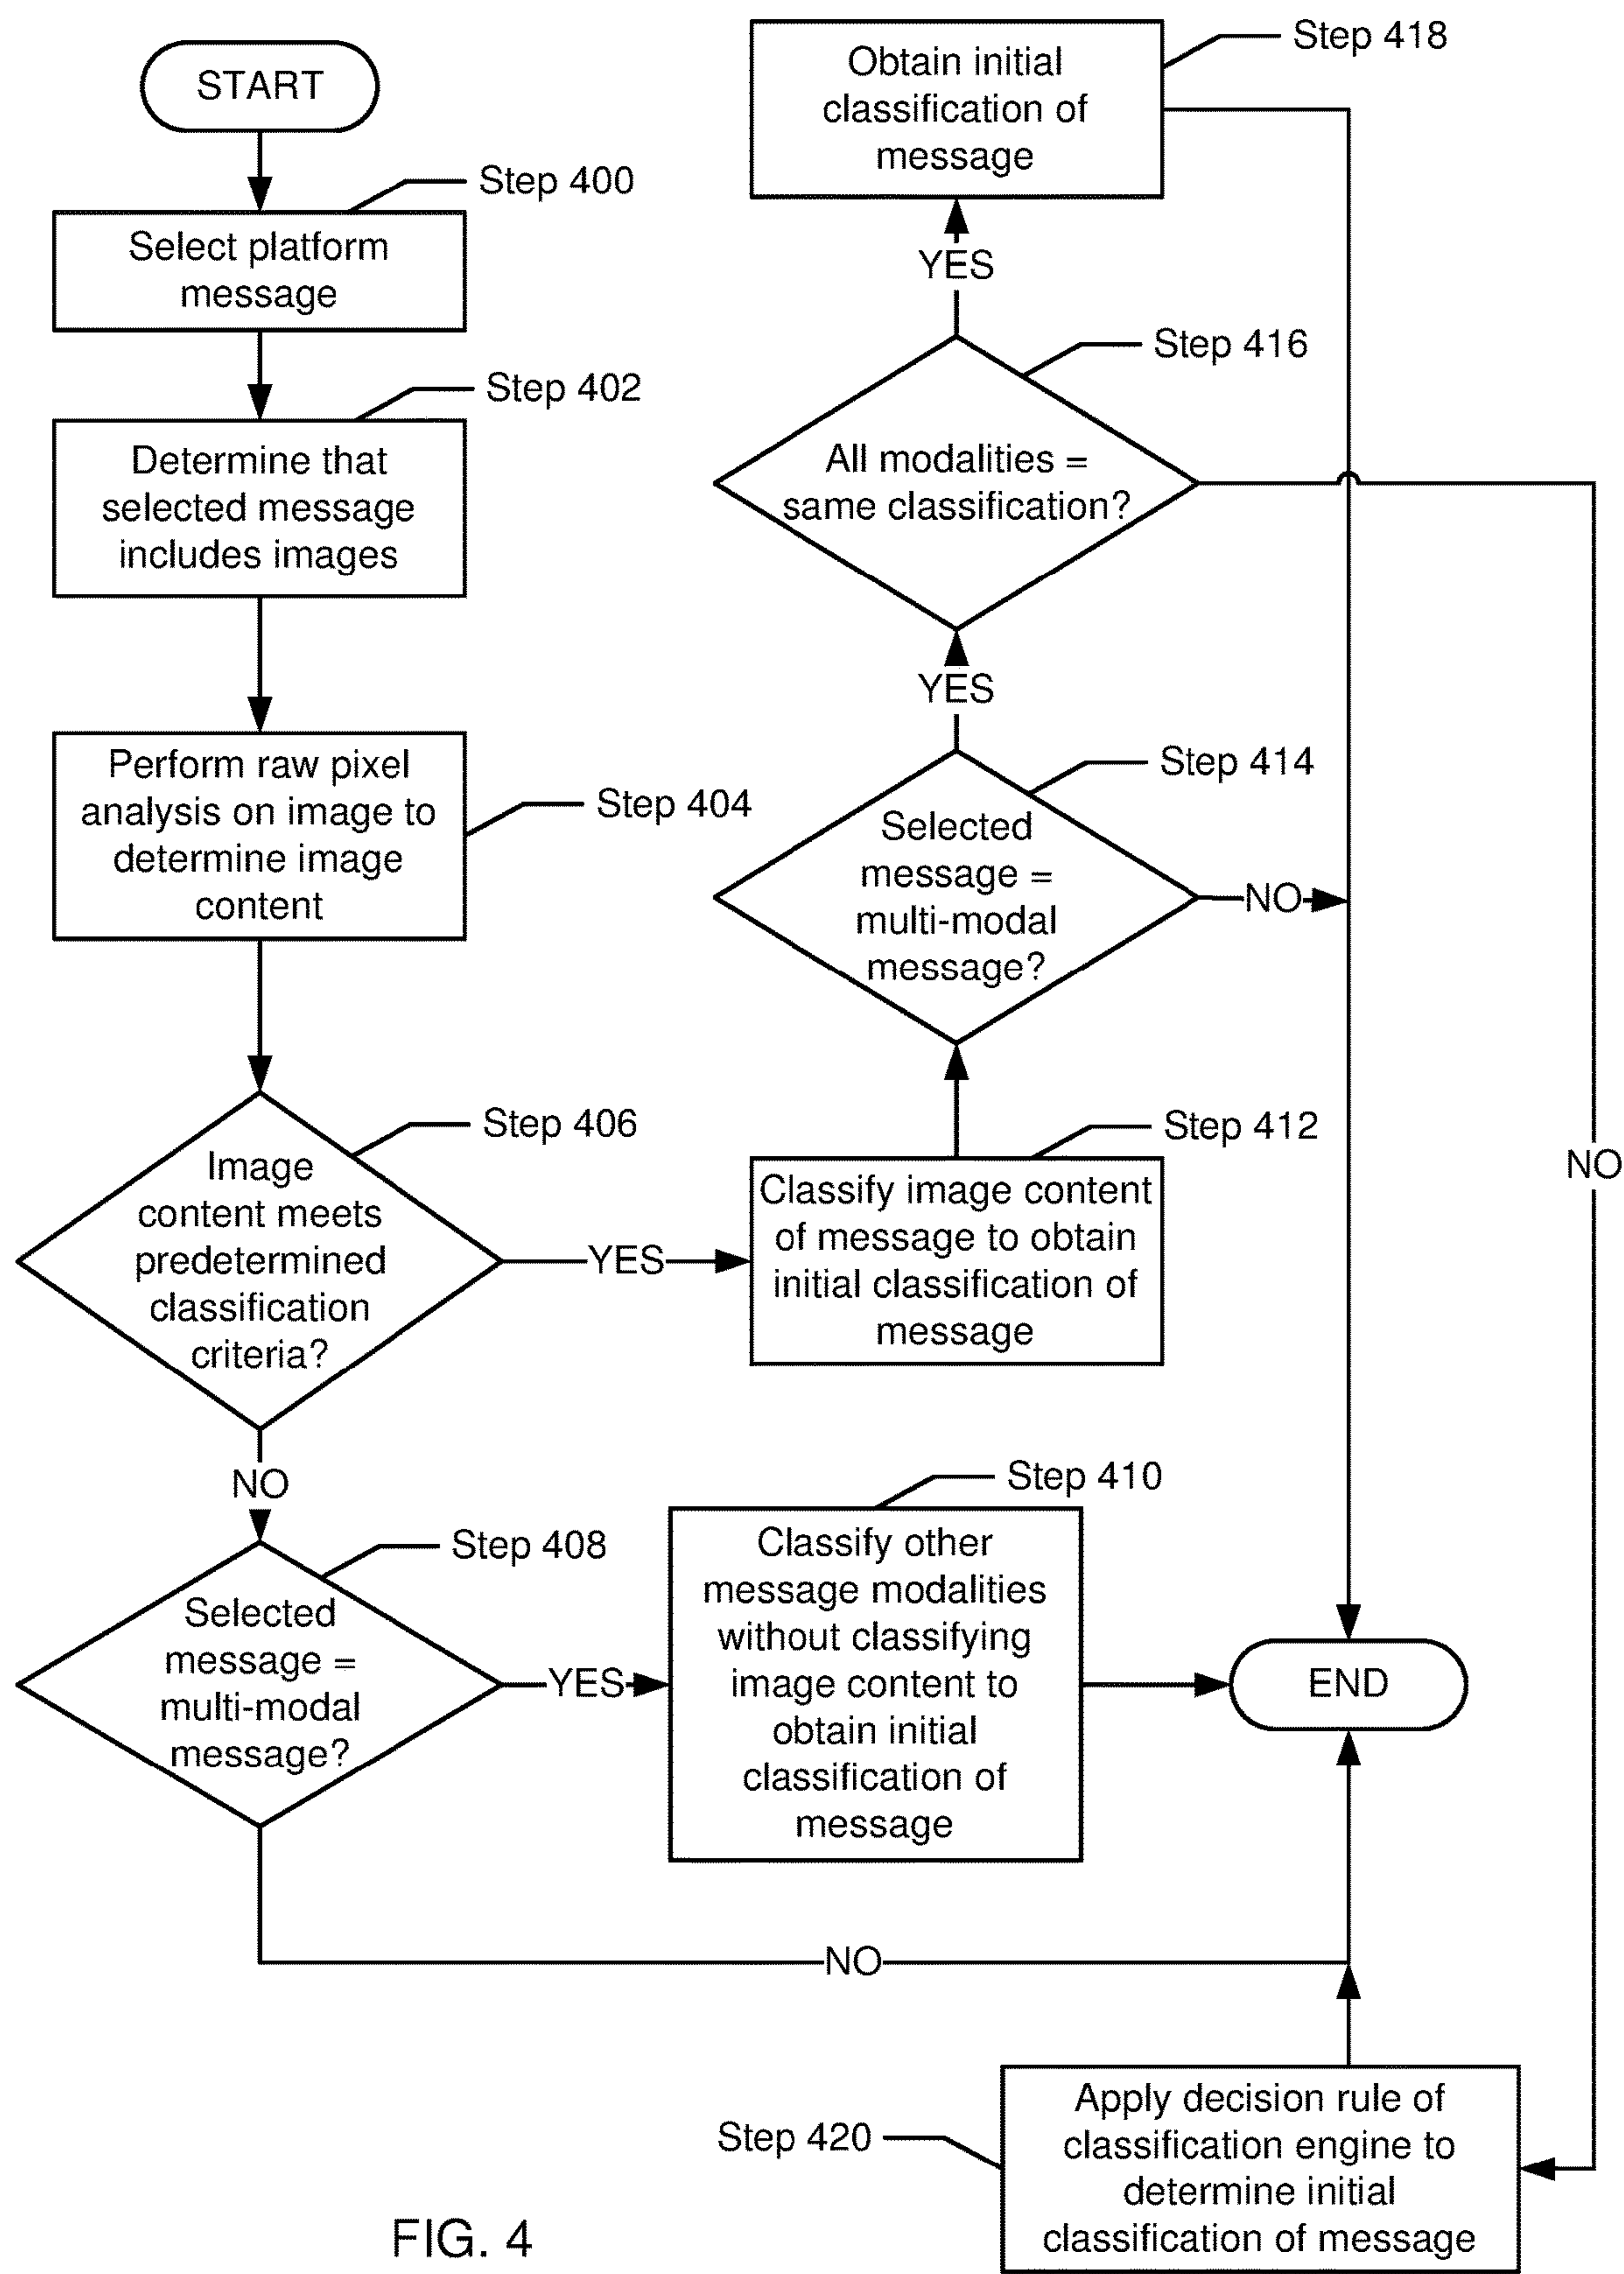 START
Step 400
Select platform
message
Step 402
Determine that
selected message
includes images
Perform raw pixel
analysis on image to
determine image
content
Step 404
Step 406
Image
content meets
predetermined
classification
criteria?
YES
NO
Step 408
Selected
message =
multi-modal
message?
YES
NO
Step 410
Classify other
message modalities
without classifying
image content to
obtain initial
classification of
message
Step 412
Classify image content
of message to obtain
initial classification of
message
Step 414
Selected
message =
multi-modal
message?
NO
YES
Step 416
All modalities =
same classification?
YES
NO
Step 418
Obtain initial
classification of
message
END
Step 420
Apply decision rule of
classification engine to
determine initial
classification of message
FIG. 4